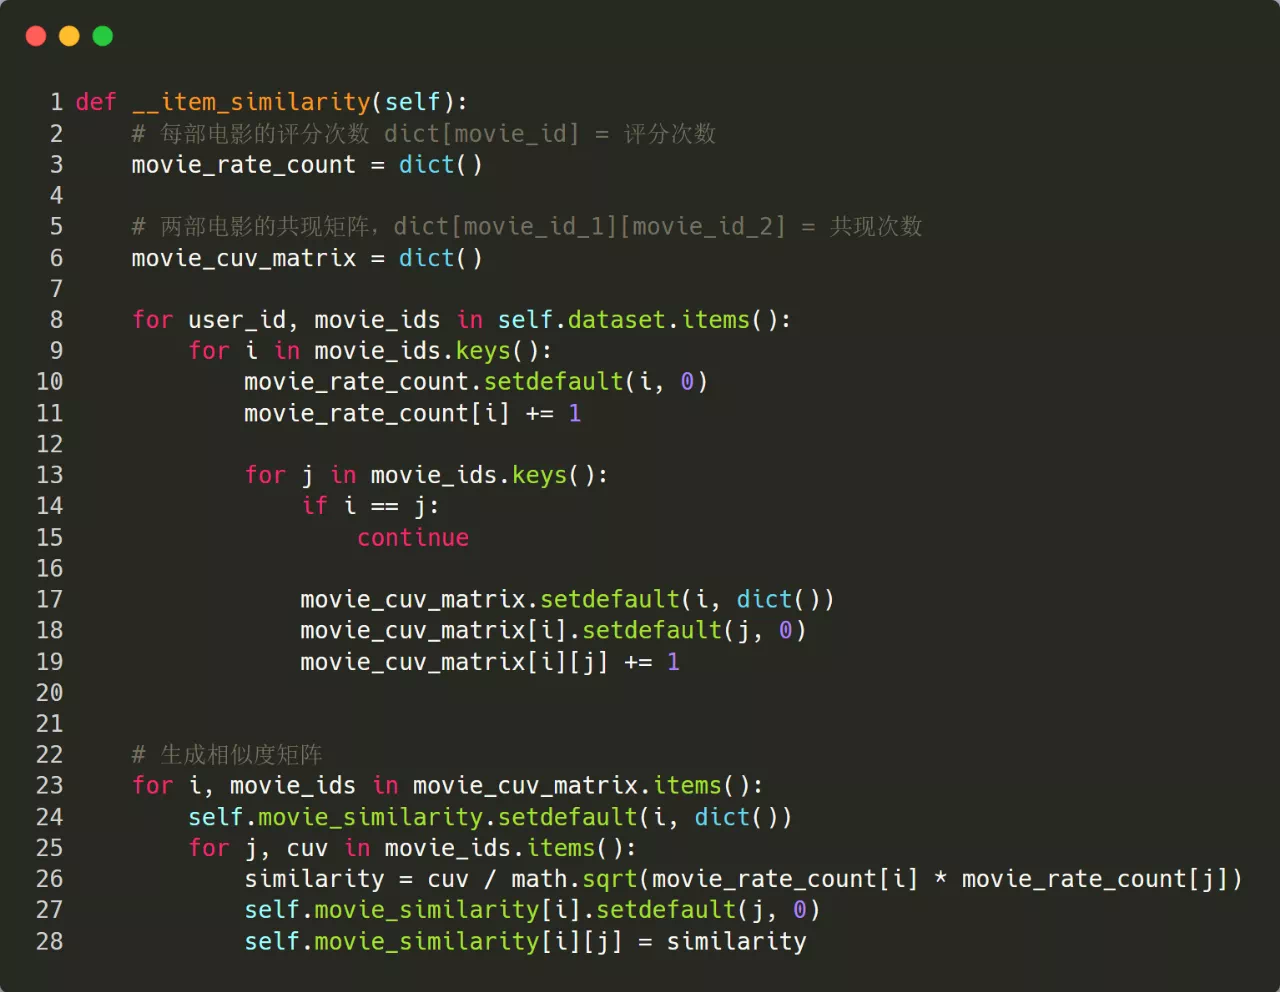 1 def __item_similarity(self):
2     # 每部电影的评分次数 dict[movie_id] = 评分次数
3     movie_rate_count = dict()
4
5     # 两部电影的共现矩阵，dict[movie_id_1][movie_id_2] = 共现次数
6     movie_cuv_matrix = dict()
7
8     for user_id, movie_ids in self.dataset.items():
9         for i in movie_ids.keys():
10             movie_rate_count.setdefault(i, 0)
11             movie_rate_count[i] += 1
12
13             for j in movie_ids.keys():
14                 if i == j:
15                     continue
16
17                 movie_cuv_matrix.setdefault(i, dict())
18                 movie_cuv_matrix[i].setdefault(j, 0)
19                 movie_cuv_matrix[i][j] += 1
20
21
22     # 生成相似度矩阵
23     for i, movie_ids in movie_cuv_matrix.items():
24         self.movie_similarity.setdefault(i, dict())
25         for j, cuv in movie_ids.items():
26             similarity = cuv / math.sqrt(movie_rate_count[i] * movie_rate_count[j])
27             self.movie_similarity[i].setdefault(j, 0)
28             self.movie_similarity[i][j] = similarity